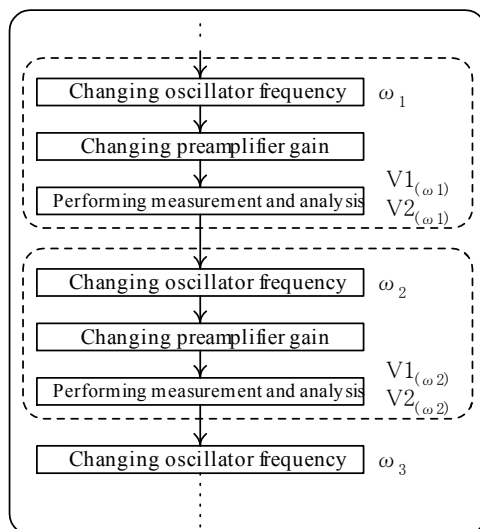 Changing oscillator frequency ω1
Changing preamplifier gain
V1(ω1)
Performing measurement and analysis V2(ω1)
Changing oscillator frequency ω2
Changing preamplifier gain
V1(ω2)
Performing measurement and analysis V2(ω2)
Changing oscillator frequency ω3